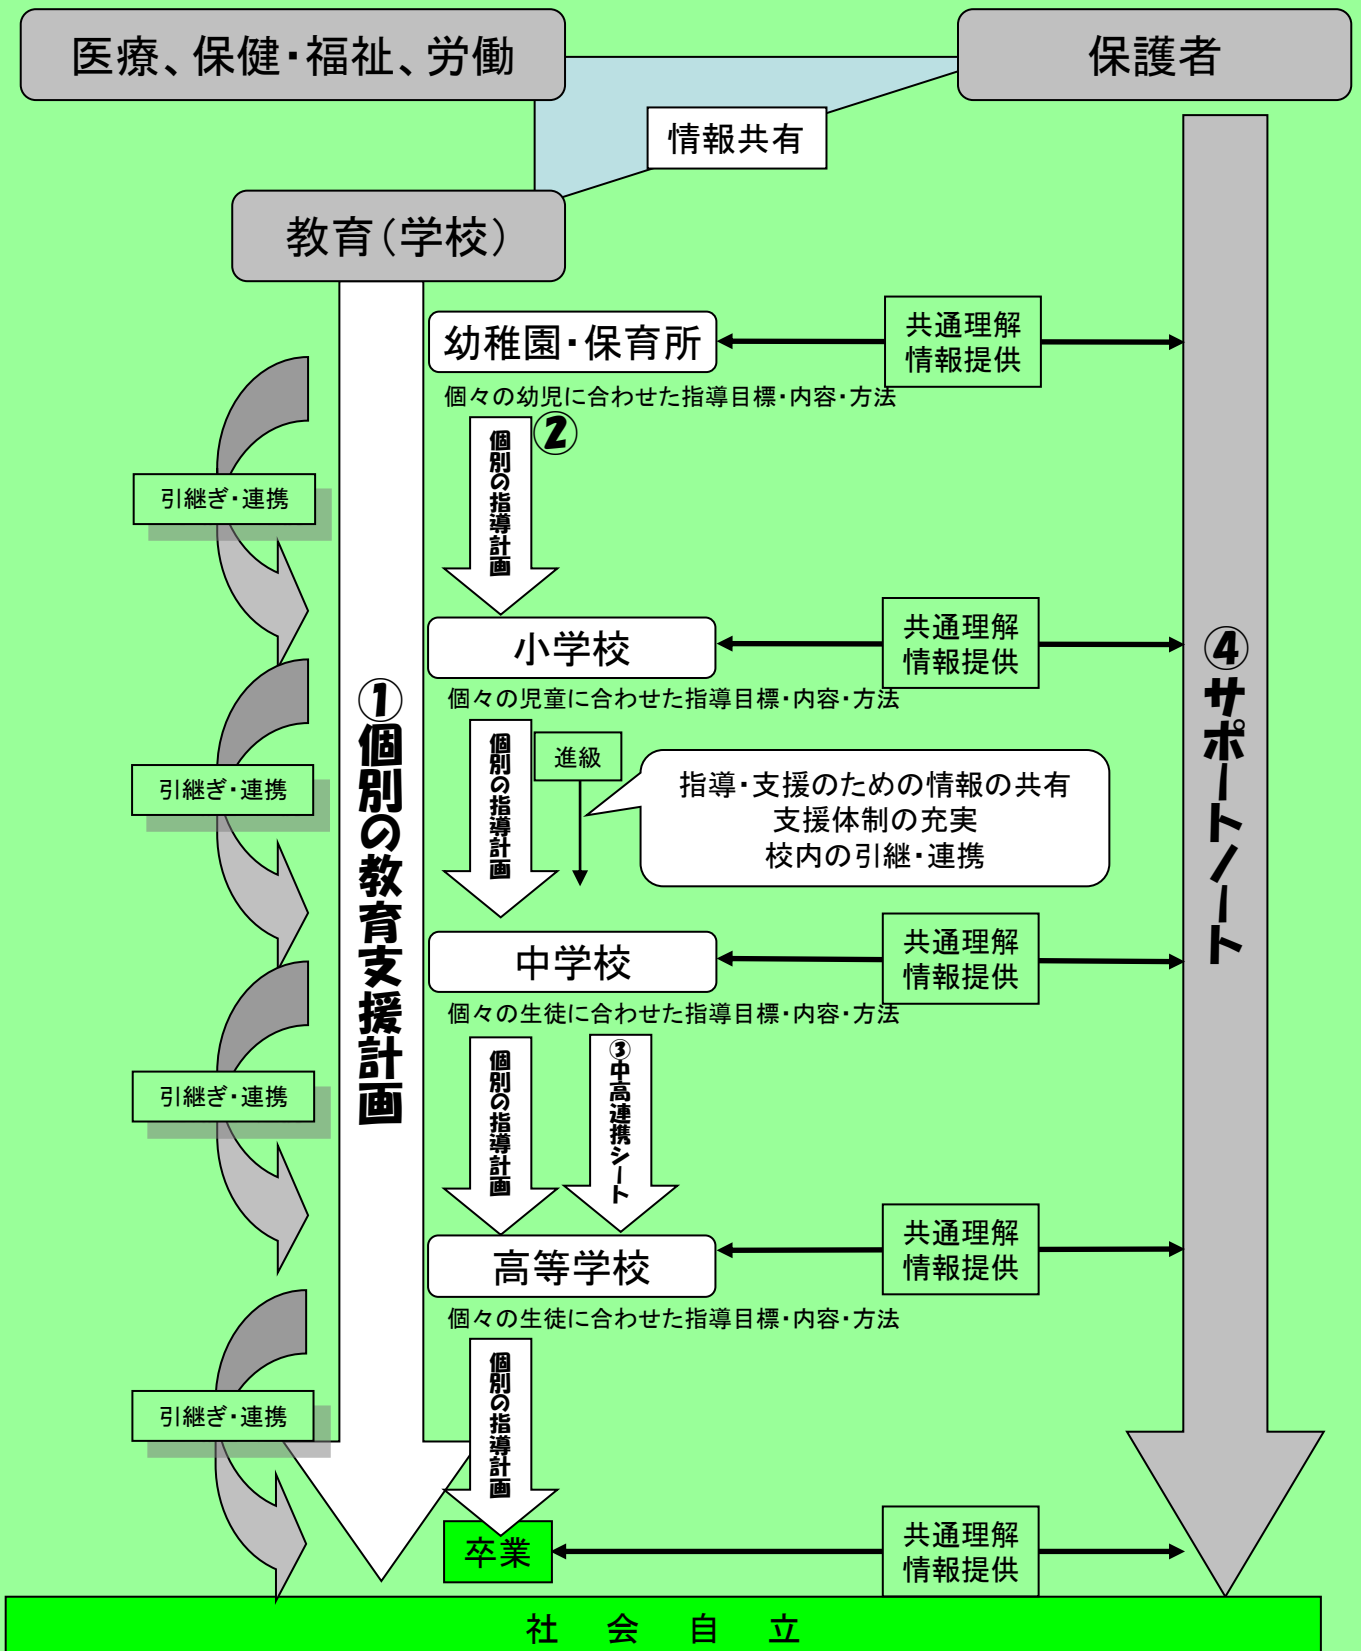 医療、保健・福祉、労働
保護者
情報共有
教育（学校）
幼稚園・保育所
共通理解
情報提供
個々の幼児に合わせた指導目標・内容・方法
②
個別の指導計画
引継ぎ・連携
小学校
共通理解
情報提供
個々の児童に合わせた指導目標・内容・方法
①個別の教育支援計画
④サポートノート
個別の指導計画
進級
指導・支援のための情報の共有
支援体制の充実
校内の引継・連携
引継ぎ・連携
中学校
共通理解
情報提供
個々の生徒に合わせた指導目標・内容・方法
個別の指導計画
③中高連携シート
引継ぎ・連携
高等学校
共通理解
情報提供
個々の生徒に合わせた指導目標・内容・方法
個別の指導計画
引継ぎ・連携
卒業
共通理解
情報提供
社　会　自　立